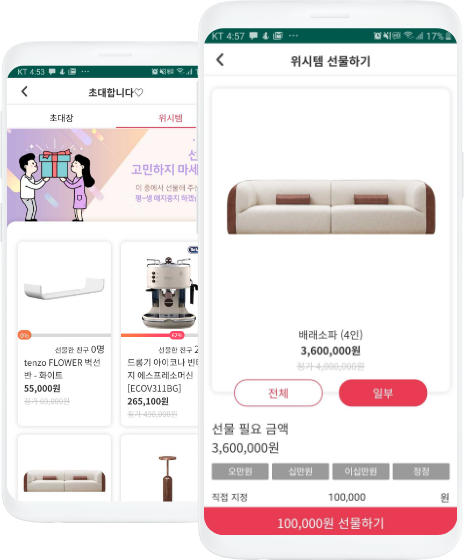 KT 4:53
초대합니다♡
초대장
위시템
선
고민하지 마세
이 중에서 선물해 주
평~생 애지중지 하겠
0%
선물한 친구 0명
tenzo FLOWER 벽선
반 - 화이트
55,000원
정가 69,000원
62%
선물한 친구 2
드롱기 아이코나 빈티
지 에스프레소머신
[ECOV311BG]
265,100원
정가 498,000원
KT 4:57
17%
위시템 선물하기
배래소파 (4인)
3,600,000원
정가 4,000,000원
전체
일부
선물 필요 금액
3,600,000원
오만원
십만원
이십만원
정정
직접 지정
100,000
원
100,000원 선물하기